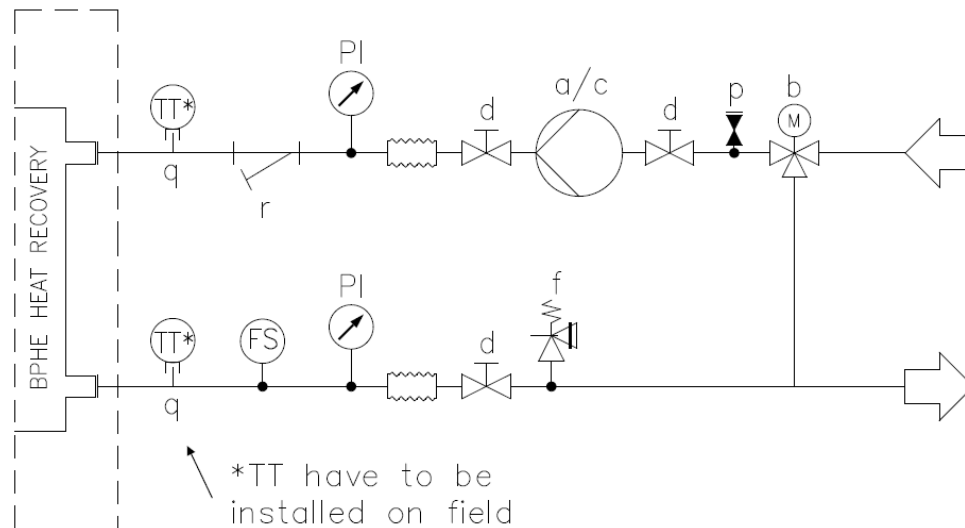 PI
a/c
b
TT*
d
d
p
M
q
r
BPHE HEAT RECOVERY
PI
f
TT*
FS
d
q
*TT have to be
installed on field